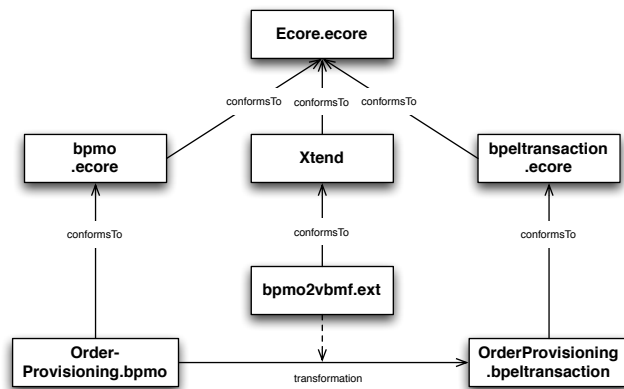 Ecore.ecore
conformsTo
conformsTo
conformsTo
bpmo
.ecore
Xtend
bpeltransaction
.ecore
conformsTo
conformsTo
conformsTo
bpmo2vbmf.ext
Order-
Provisioning.bpmo
transformation
OrderProvisioning
.bpeltransaction